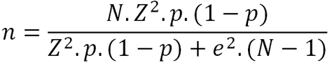 n = N.Z².p.(1−p) / Z².p.(1−p) + e².(N−1)